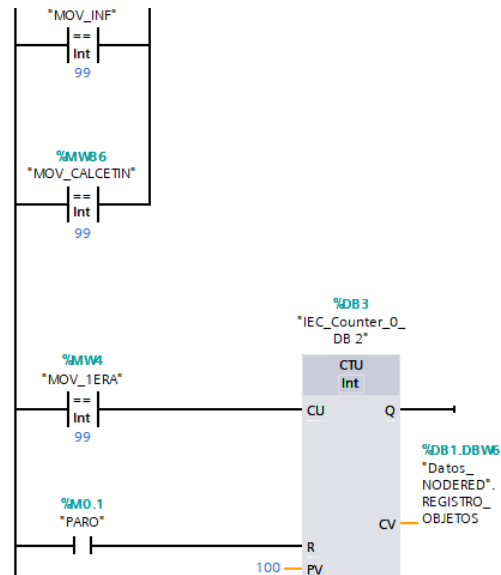 "MOV_INF"
==
Int
99
%MW86
"MOV_CALCETIN"
==
Int
99
%DB3
"IEC_Counter_0_
DB 2"
CTU
Int
%MW4
"MOV_1ERA"
==
Int
99
CU
Q
%DB1.DBW6
"Datos_
NODERED".
REGISTRO_
OBJETOS
CV
%M0.1
"PARO"
R
100
PV